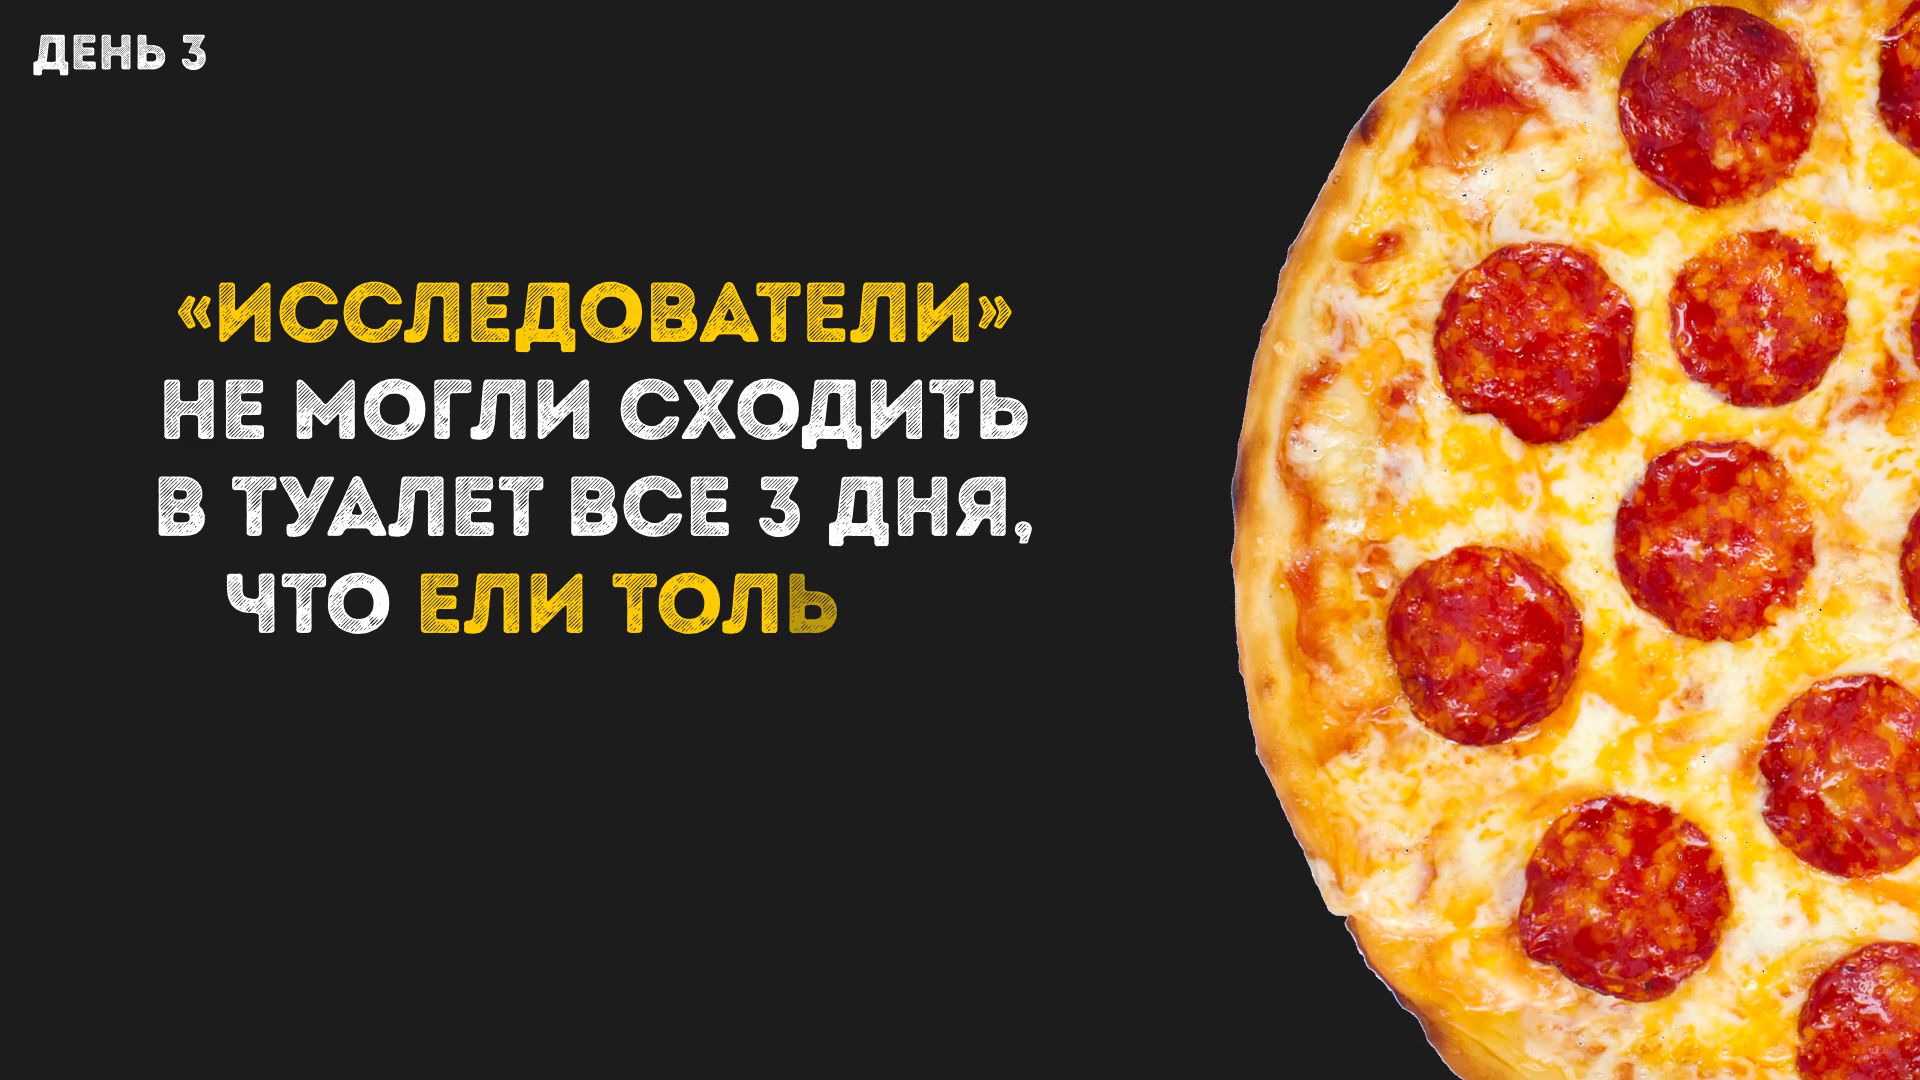 ДЕНЬ 3
«ИССЛЕДОВАТЕЛИ»
НЕ МОГЛИ СХОДИТЬ
В ТУАЛЕТ ВСЕ 3 ДНЯ,
ЧТО ЕЛИ ТОЛЬ